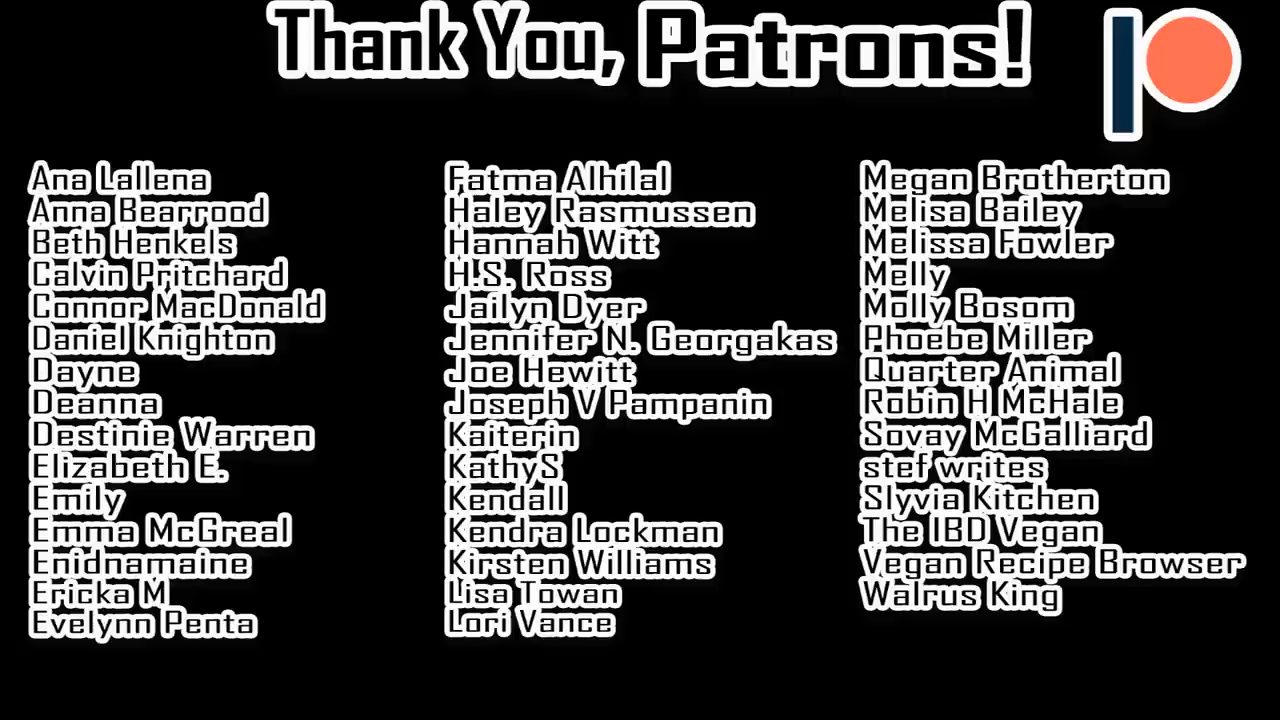 Thank You, Patrons!
Ana Lallena
Anna Bearrood
Beth Henkels
Calvin Pritchard
Connor MacDonald
Daniel Knighton
Dayne
Deanna
Destinie Warren
Elizabeth E.
Emily
Emma McGreal
Enidnamaine
Ericka M
Evelynn Penta
Fatma Alhilal
Haley Rasmussen
Hannah Witt
H.S. Ross
Jailyn Dyer
Jennifer N. Georgakas
Joe Hewitt
Joseph V Pampanin
Kaiterin
KathyS
Kendall
Kendra Lockman
Kirsten Williams
Lisa Towan
Lori Vance
Megan Brotherton
Melisa Bailey
Melissa Fowler
Melly
Molly Bosom
Phoebe Miller
Quarter Animal
Robin H McHale
Sovay McGalliard
stef writes
Slyvia Kitchen
The IBD Vegan
Vegan Recipe Browser
Walrus King